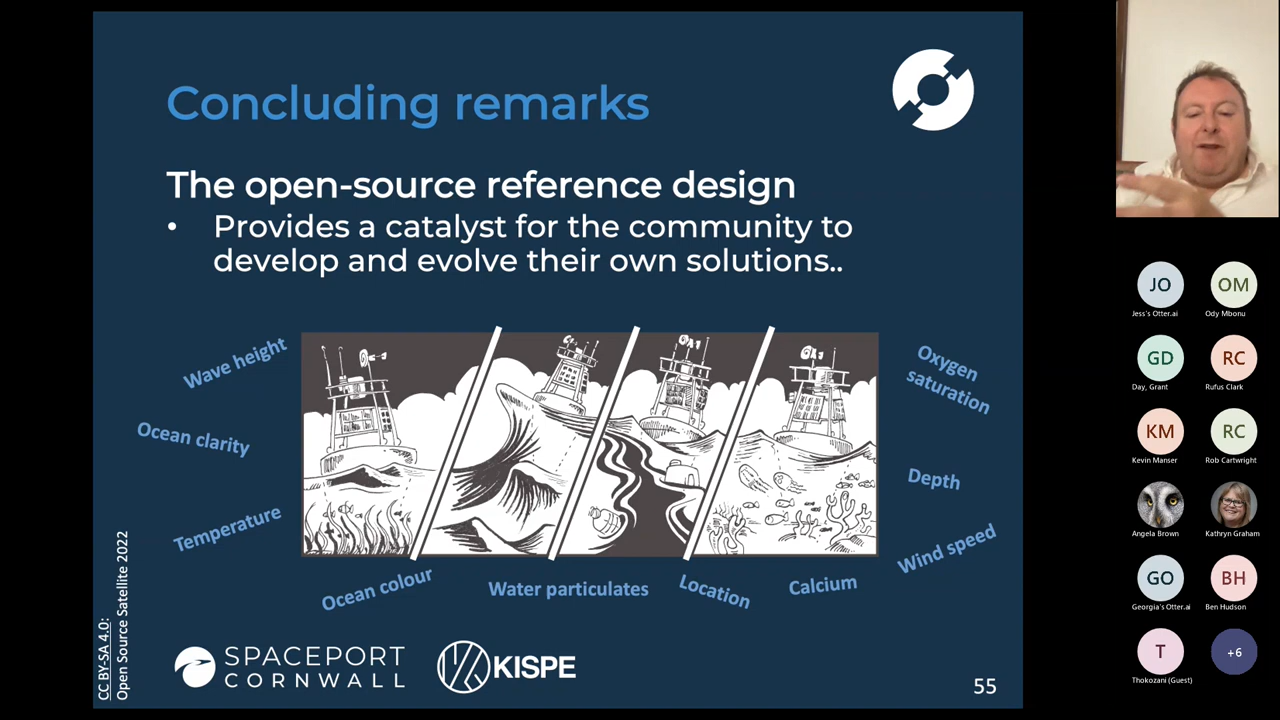 Concluding remarks
The open-source reference design
• Provides a catalyst for the community to
develop and evolve their own solutions..
Wave height
Ocean clarity
Temperature
Ocean colour
Water particulates
Location
Calcium
Wind speed
Depth
Oxygen
saturation
CC BY-SA 4.0:
Open Source Satellite 2022
SPACEPORT
CORNWALL
KISPE
55
JO
Jess's Otter.ai
OM
Ody Mbonu
GD
Day, Grant
RC
Rufus Clark
KM
Kevin Manser
RC
Rob Cartwright
Angela Brown
Kathryn Graham
GO
Georgia's Otter.ai
BH
Ben Hudson
T
Thokozani (Guest)
+6